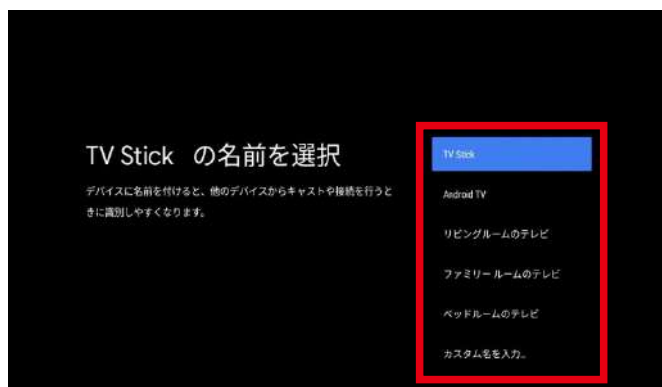 TV Stick の名前を選択
デバイスに名前を付けると、他のデバイスからキャストや接続を行うと
きに識別しやすくなります。
TV Stick
Android TV
リビングルームのテレビ
ファミリー ルームのテレビ
ベッドルームのテレビ
カスタム名を入力…